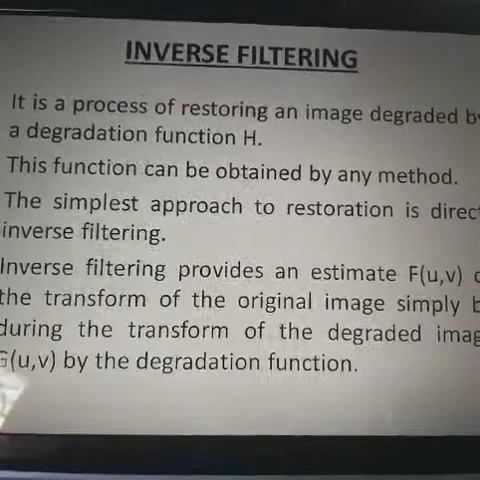 INVERSE FILTERING
It is a process of restoring an image degraded
a degradation function H.
This function can be obtained by any method.
The simplest approach to restoration is
inverse filtering.
Inverse filtering provides an estimate F(u,v)
the transform of the original image simply
during the transform of the degraded
G(u,v) by the degradation function.